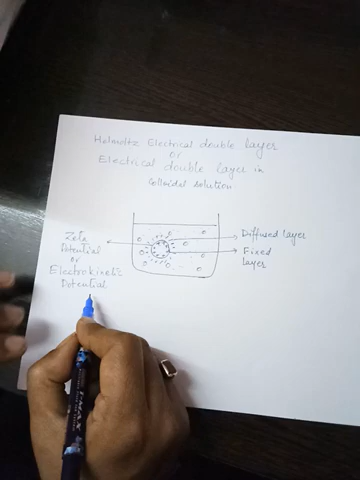 Helmoltz Electrical double layer
or
Electrical double layer in
Colloidal solution
Zeta
Potential
or
Electrokinetic
Potential
Diffused layer
Fixed
layer